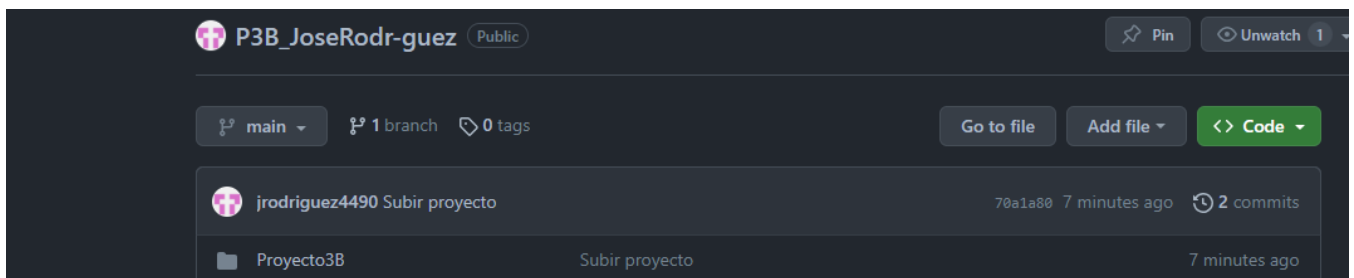 P3B_JoseRodr-guez Public Pin Unwatch 1
main 1 branch 0 tags Go to file Add file <> Code
jrodriguez4490 Subir proyecto 70a1a80 7 minutes ago 2 commits
Proyecto3B Subir proyecto 7 minutes ago